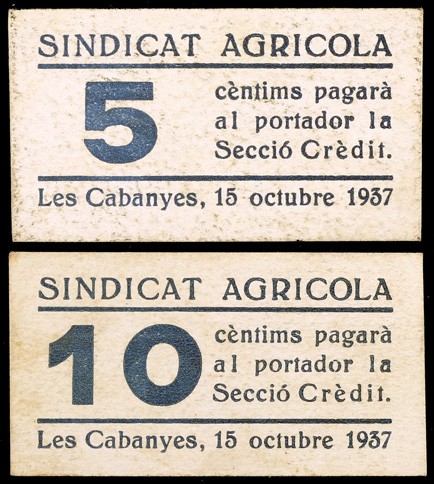 SINDICAT AGRICOLA
5
cèntims pagarà
al portador la
Secció Crèdit.
Les Cabanyes, 15 octubre 1937
SINDICAT AGRICOLA
10
cèntims pagarà
al portador la
Secció Crèdit.
Les Cabanyes, 15 octubre 1937